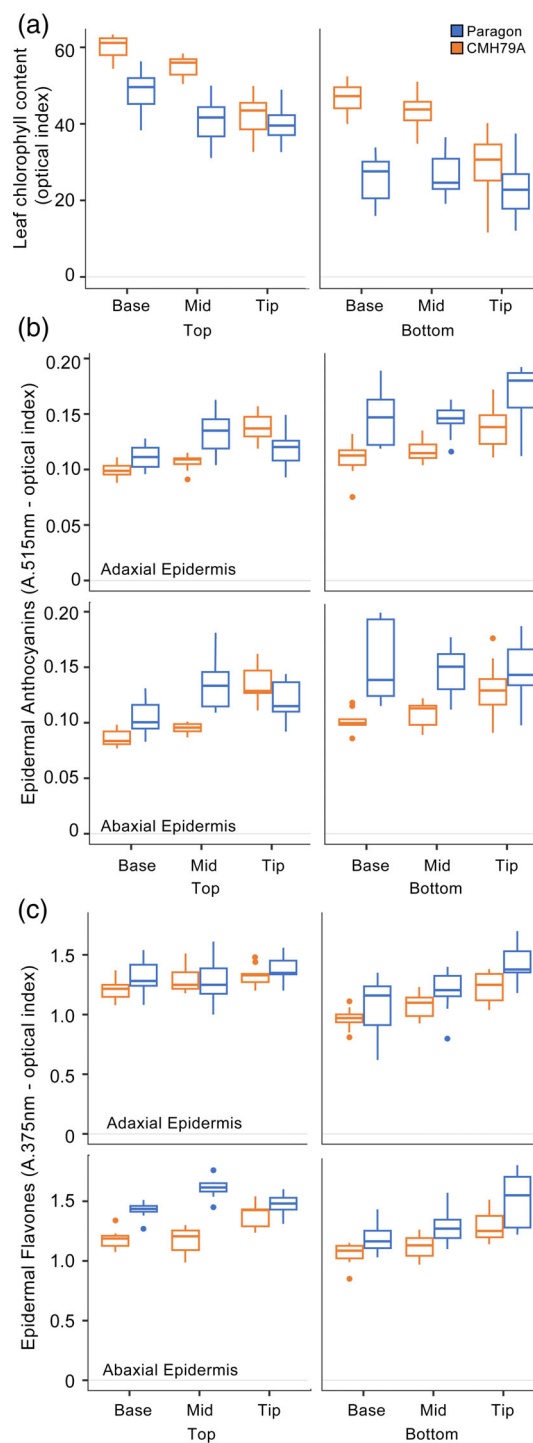 (a)
Paragon
CMH79A
Leaf chlorophyll content
(optical index)
60
40
20
0
Base Mid Tip Base Mid Tip
Top Bottom
(b)
Epidermal Anthocyanins (A.515nm - optical index)
0.20
0.15
0.10
0.05
0
Adaxial Epidermis
0.20
0.15
0.10
0.05
0
Abaxial Epidermis
Base Mid Tip Base Mid Tip
Top Bottom
(c)
Epidermal Flavones (A.375nm - optical index)
1.5
1.0
0.5
0
Adaxial Epidermis
1.5
1.0
0.5
0
Abaxial Epidermis
Base Mid Tip Base Mid Tip
Top Bottom